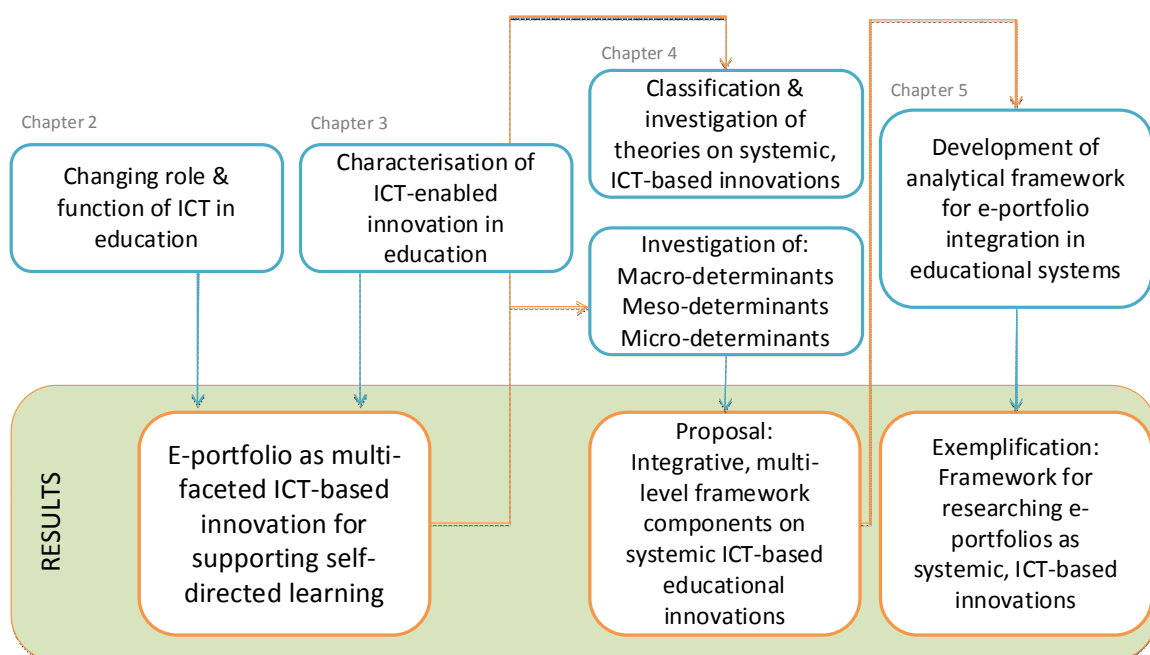 Chapter 2
Changing role &
function of ICT in
education
Chapter 3
Characterisation of
ICT-enabled
innovation in
education
Chapter 4
Classification &
investigation of
theories on systemic,
ICT-based innovations
Investigation of:
Macro-determinants
Meso-determinants
Micro-determinants
Chapter 5
Development of
analytical framework
for e-portfolio
integration in
educational systems
RESULTS
E-portfolio as multi-
faceted ICT-based
innovation for
supporting self-
directed learning
Proposal:
Integrative, multi-
level framework
components on
systemic ICT-based
educational
innovations
Exemplification:
Framework for
researching e-
portfolios as
systemic, ICT-based
innovations